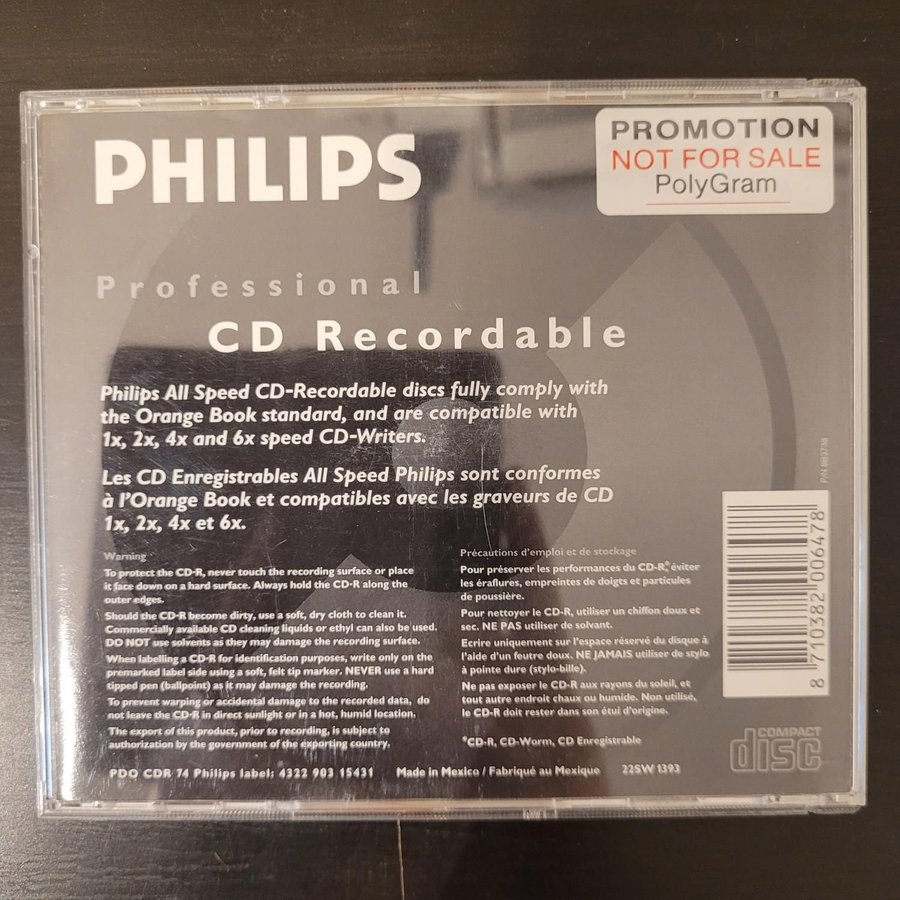 PHILIPS
PROMOTION
NOT FOR SALE
PolyGram
Professional
CD Recordable
Philips All Speed CD-Recordable discs fully comply with
the Orange Book standard, and are compatible with
1x, 2x, 4x and 6x speed CD-Writers.
Les CD Enregistrables All Speed Philips sont conformes
à l'Orange Book et compatibles avec les graveurs de CD
1x, 2x, 4x et 6x.
Warning
To protect the CD-R, never touch the recording surface or place
it face down on a hard surface. Always hold the CD-R along the
outer edges.
Should the CD-R become dirty, use a soft, dry cloth to clean it.
Commercially available CD cleaning liquids or ethyl can also be used.
DO NOT use solvents as they may damage the recording surface.
When labelling a CD-R for identification purposes, write only on the
premarked label side using a soft, felt tip marker. NEVER use a hard
tipped pen (ballpoint) as it may damage the recording.
To prevent warping or accidental damage to the recorded data, do
not leave the CD-R in direct sunlight or in a hot, humid location.
The export of this product, prior to recording, is subject to
authorization by the government of the exporting country.
Précautions d'emploi et de stockage
Pour préserver les performances du CD-R,* éviter
les éraflures, empreintes de doigts et particules
de poussière.
Pour nettoyer le CD-R, utiliser un chiffon doux et
sec. NE PAS utiliser de solvant.
Ecrire uniquement sur l'espace réservé du disque à
l'aide d'un feutre doux. NE JAMAIS utiliser de stylo
à pointe dure (stylo-bille).
Ne pas exposer le CD-R aux rayons du soleil, et
tout autre endroit chaux ou humide. Non utilisé,
le CD-R doit rester dans son étui d'origine.
*CD-R, CD-Worm, CD Enregistrable
P/N
8 710382 006478
COMPACT
disc
PDO CDR 74 Philips label: 4322 903 15431 Made in Mexico / Fabriqué au Mexique 225W 1393